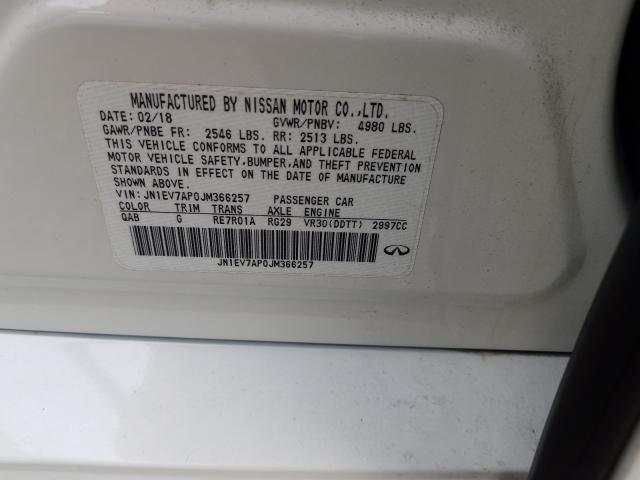 MANUFACTURED BY NISSAN MOTOR CO.,LTD.
DATE: 02/18 GVWR/PNBV: 4980 LBS.
GAWR/PNBE FR: 2546 LBS. RR: 2513 LBS.
THIS VEHICLE CONFORMS TO ALL APPLICABLE FEDERAL
MOTOR VEHICLE SAFETY,BUMPER,AND THEFT PREVENTION
STANDARDS IN EFFECT ON THE DATE OF MANUFACTURE
SHOWN ABOVE.
VIN: JN1EV7AP0JM366257 PASSENGER CAR
COLOR TRIM TRANS AXLE ENGINE
QAB G RE7R01A RG29 VR30(DDTT) 2997CC
JN1EV7AP0JM366257